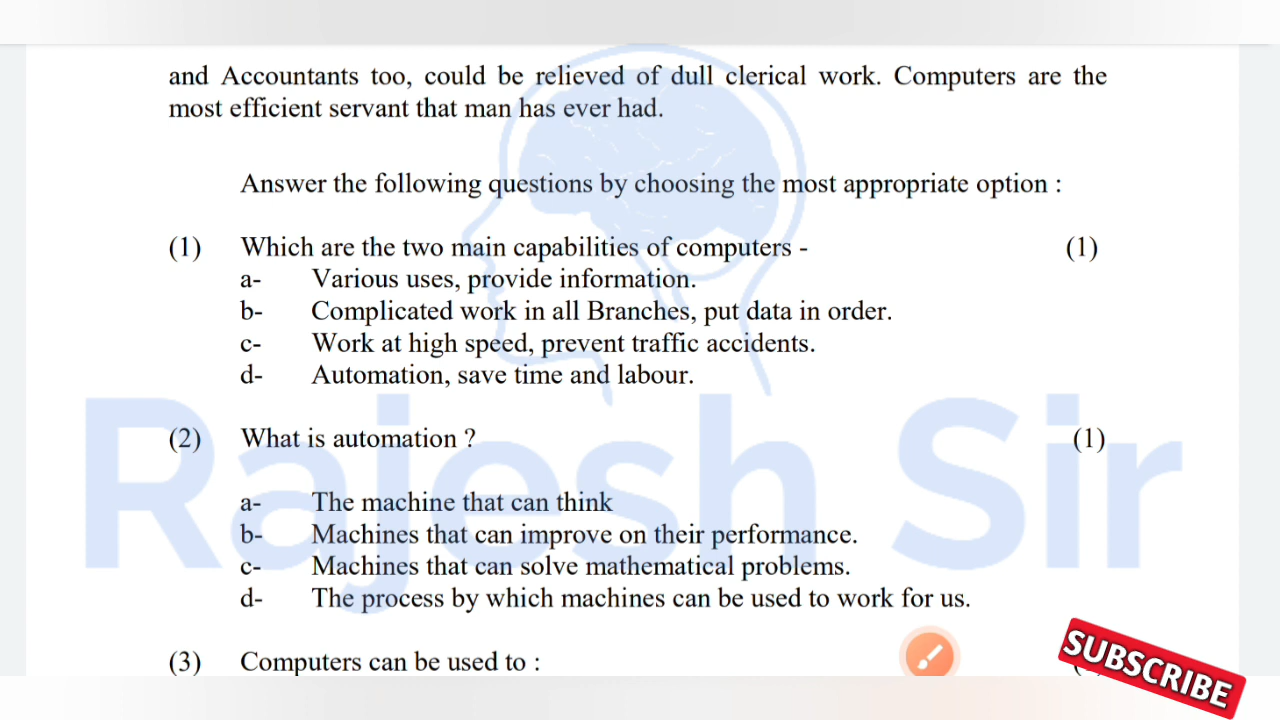 and Accountants too, could be relieved of dull clerical work. Computers are the
most efficient servant that man has ever had.
Answer the following questions by choosing the most appropriate option :
(1) Which are the two main capabilities of computers - (1)
a- Various uses, provide information.
b- Complicated work in all Branches, put data in order.
c- Work at high speed, prevent traffic accidents.
d- Automation, save time and labour.
(2) What is automation ? (1)
a- The machine that can think
b- Machines that can improve on their performance.
c- Machines that can solve mathematical problems.
d- The process by which machines can be used to work for us.
(3) Computers can be used to :
Rajesh Sir
SUBSCRIBE